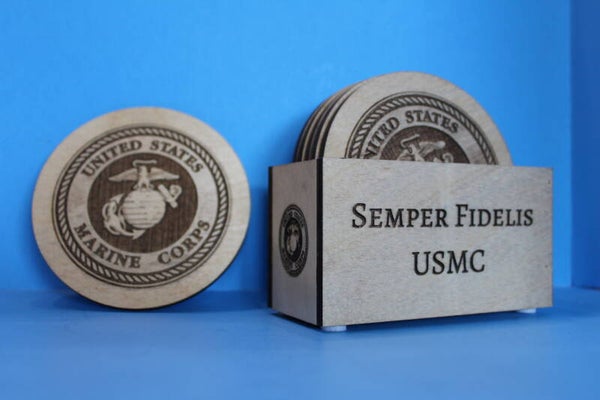 UNITED STATES
MARINE CORPS
UNITED STATES
SEMPER FIDELIS
USMC